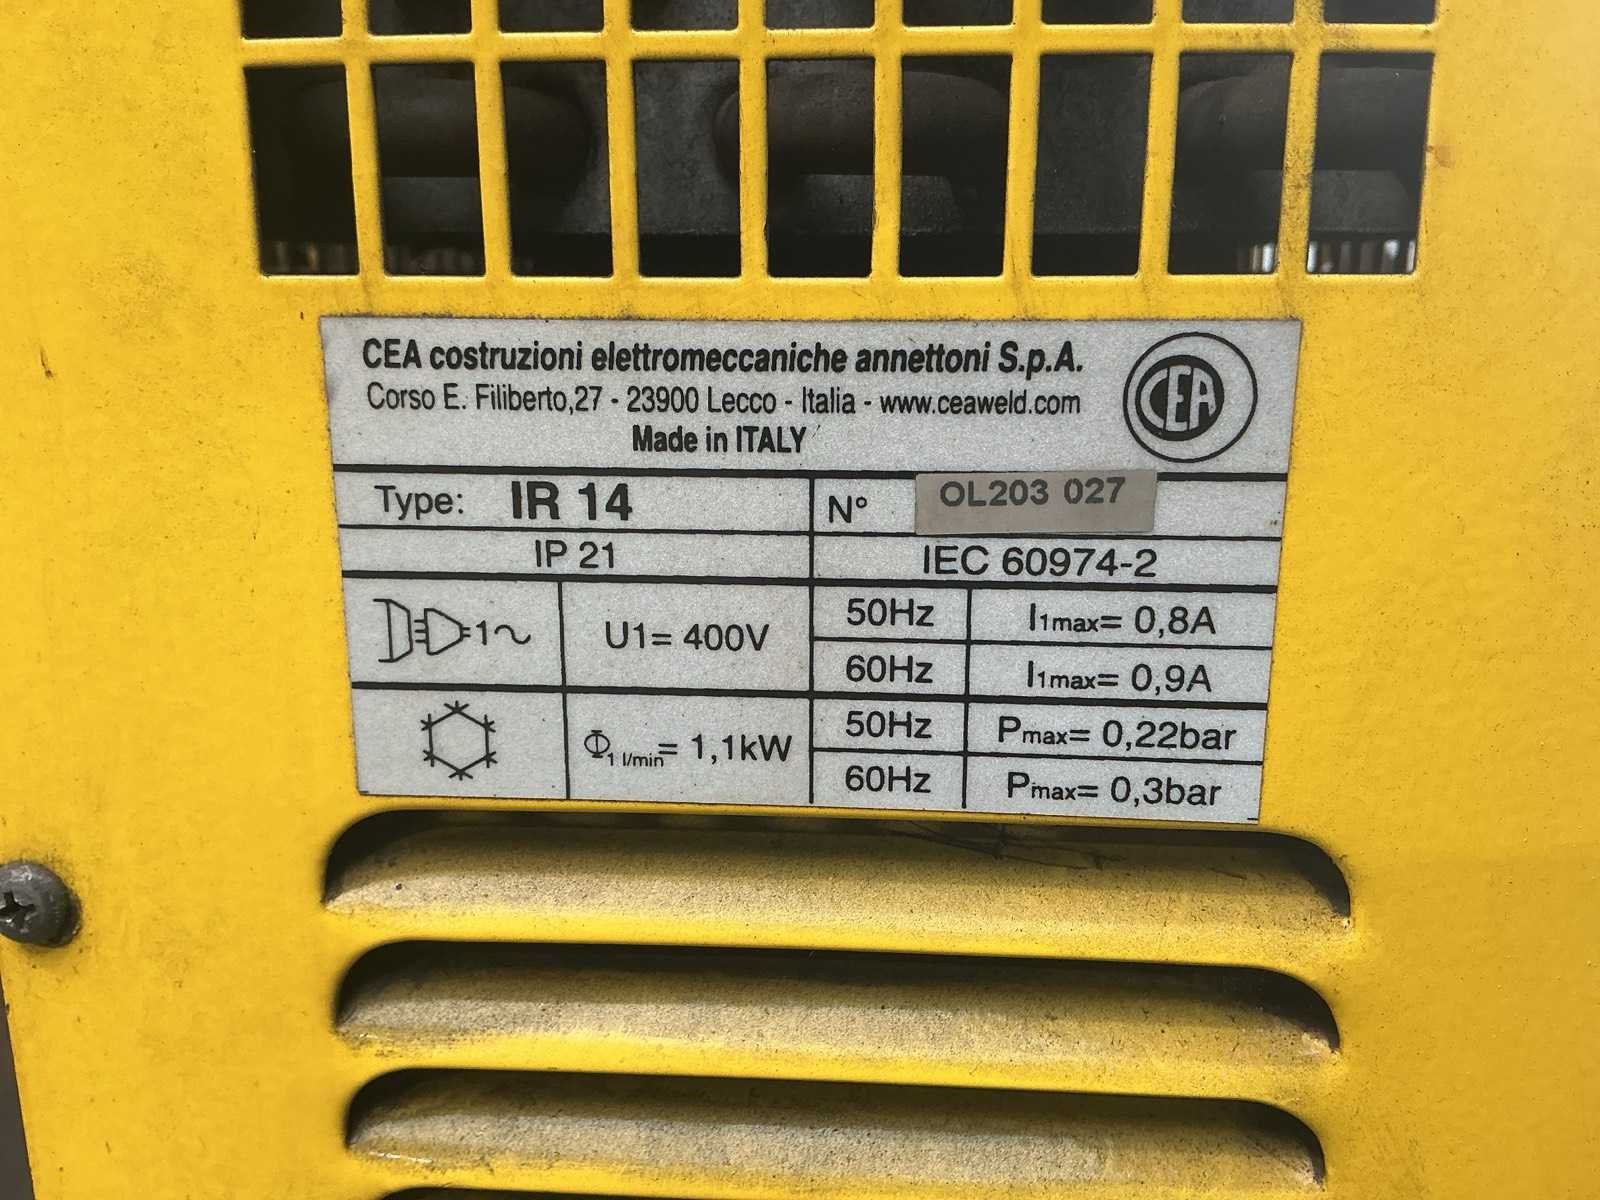 CEA costruzioni elettromeccaniche annettoni S.p.A.
Corso E. Filiberto,27 - 23900 Lecco - Italia - www.ceaweld.com
Made in ITALY
CEA
Type: IR 14
N° OL203 027
IP 21
IEC 60974-2
1~
U1= 400V
50Hz I1max= 0,8A
60Hz I1max= 0,9A
Φ1 l/min= 1,1kW
50Hz Pmax= 0,22bar
60Hz Pmax= 0,3bar